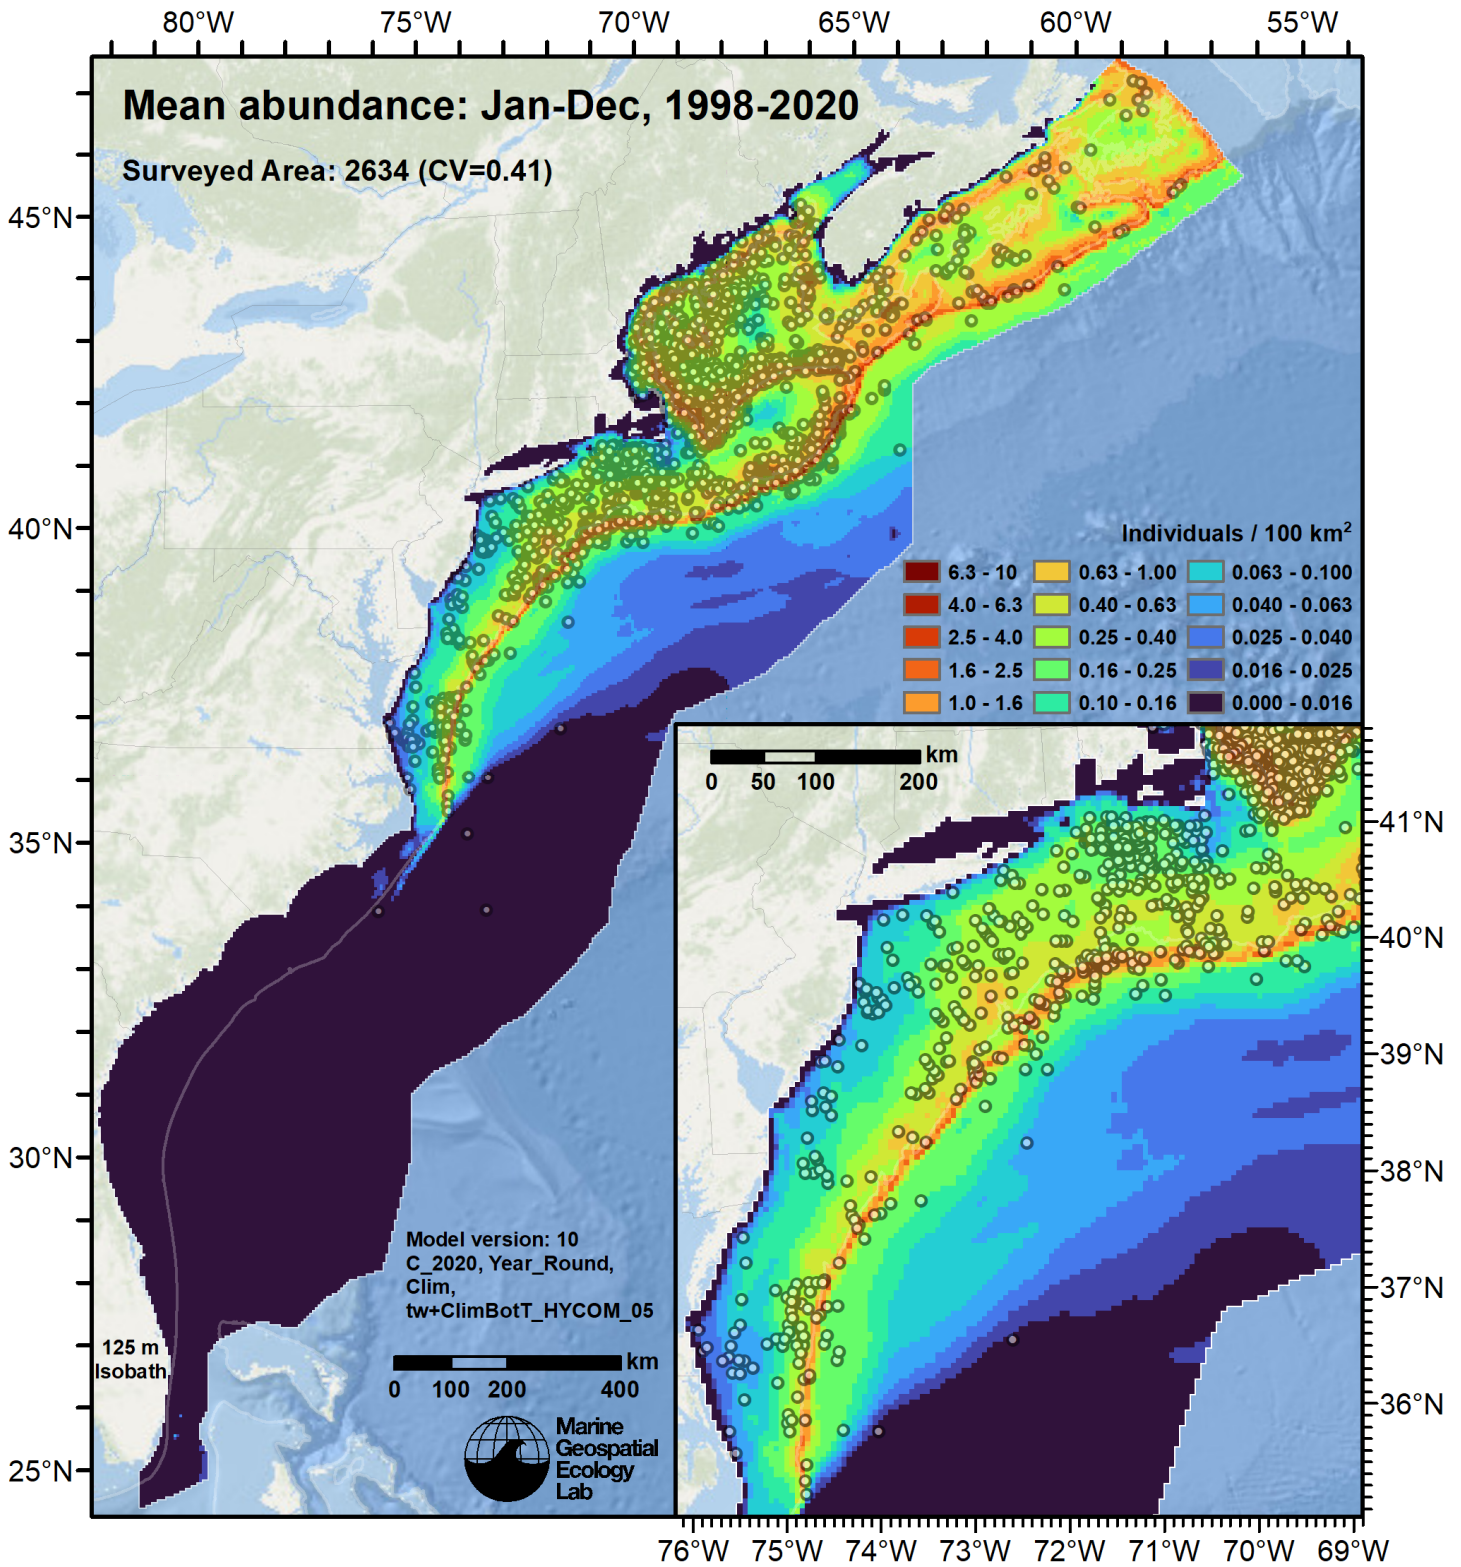 80°W 75°W 70°W 65°W 60°W 55°W
Mean abundance: Jan-Dec, 1998-2020
Surveyed Area: 2634 (CV=0.41)
45°N
40°N
35°N
30°N
25°N
Individuals / 100 km²
6.3 - 10 0.63 - 1.00 0.063 - 0.100
4.0 - 6.3 0.40 - 0.63 0.040 - 0.063
2.5 - 4.0 0.25 - 0.40 0.025 - 0.040
1.6 - 2.5 0.16 - 0.25 0.016 - 0.025
1.0 - 1.6 0.10 - 0.16 0.000 - 0.016
km
0 50 100 200
41°N
40°N
39°N
38°N
37°N
36°N
Model version: 10
C_2020, Year_Round,
Clim,
tw+ClimBotT_HYCOM_05
125 m
Isobath
km
0 100 200 400
Marine
Geospatial
Ecology
Lab
76°W 75°W 74°W 73°W 72°W 71°W 70°W 69°W